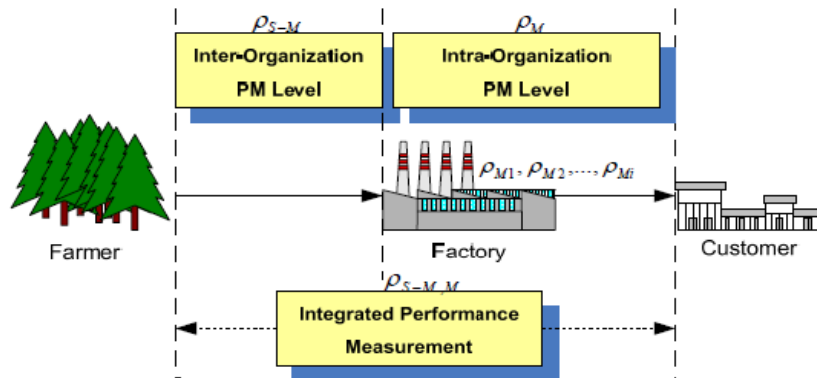 ρS−M
ρM
Inter-Organization
PM Level
Intra-Organization
PM Level
ρM1, ρM2,..., ρMi
Farmer
Factory
Customer
ρS−M,M
Integrated Performance
Measurement